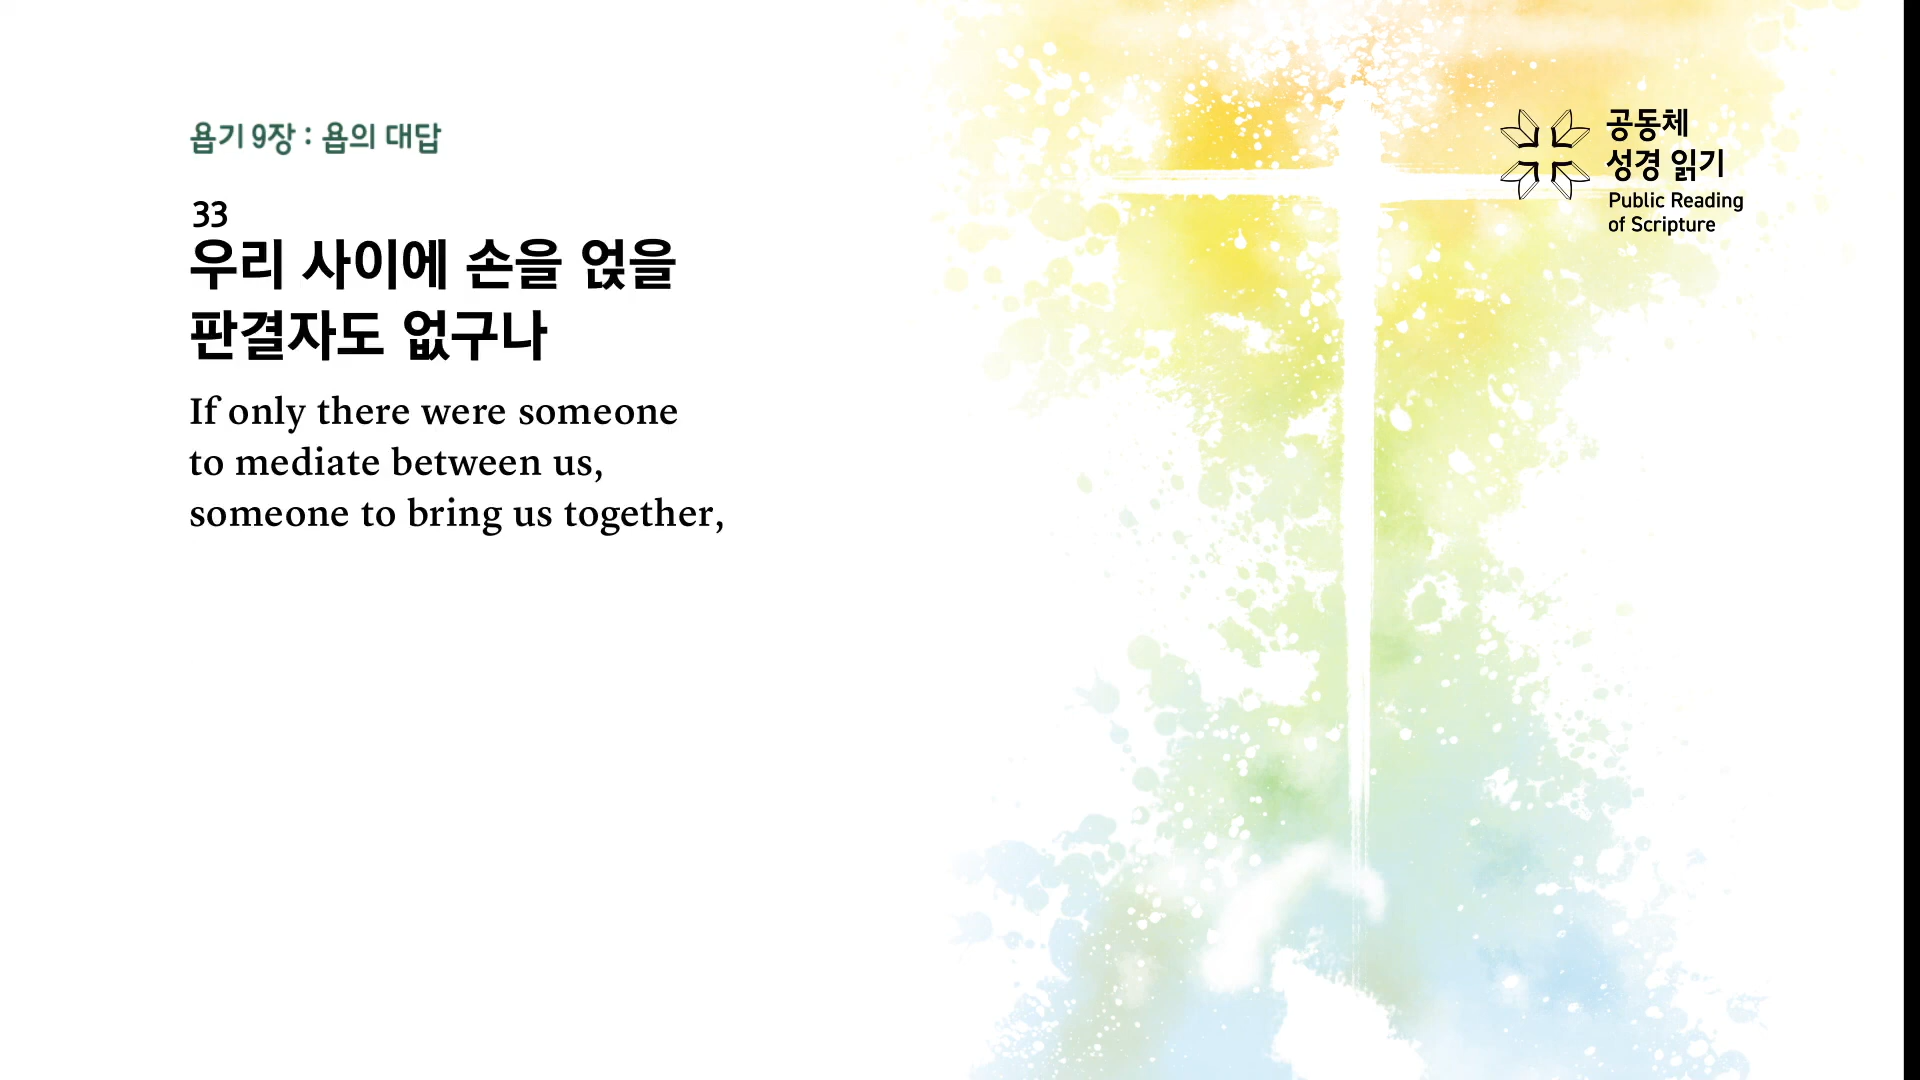 욥기 9장 : 욥의 대답
33
우리 사이에 손을 얹을
판결자도 없구나
If only there were someone
to mediate between us,
someone to bring us together,
공동체
성경 읽기
Public Reading
of Scripture